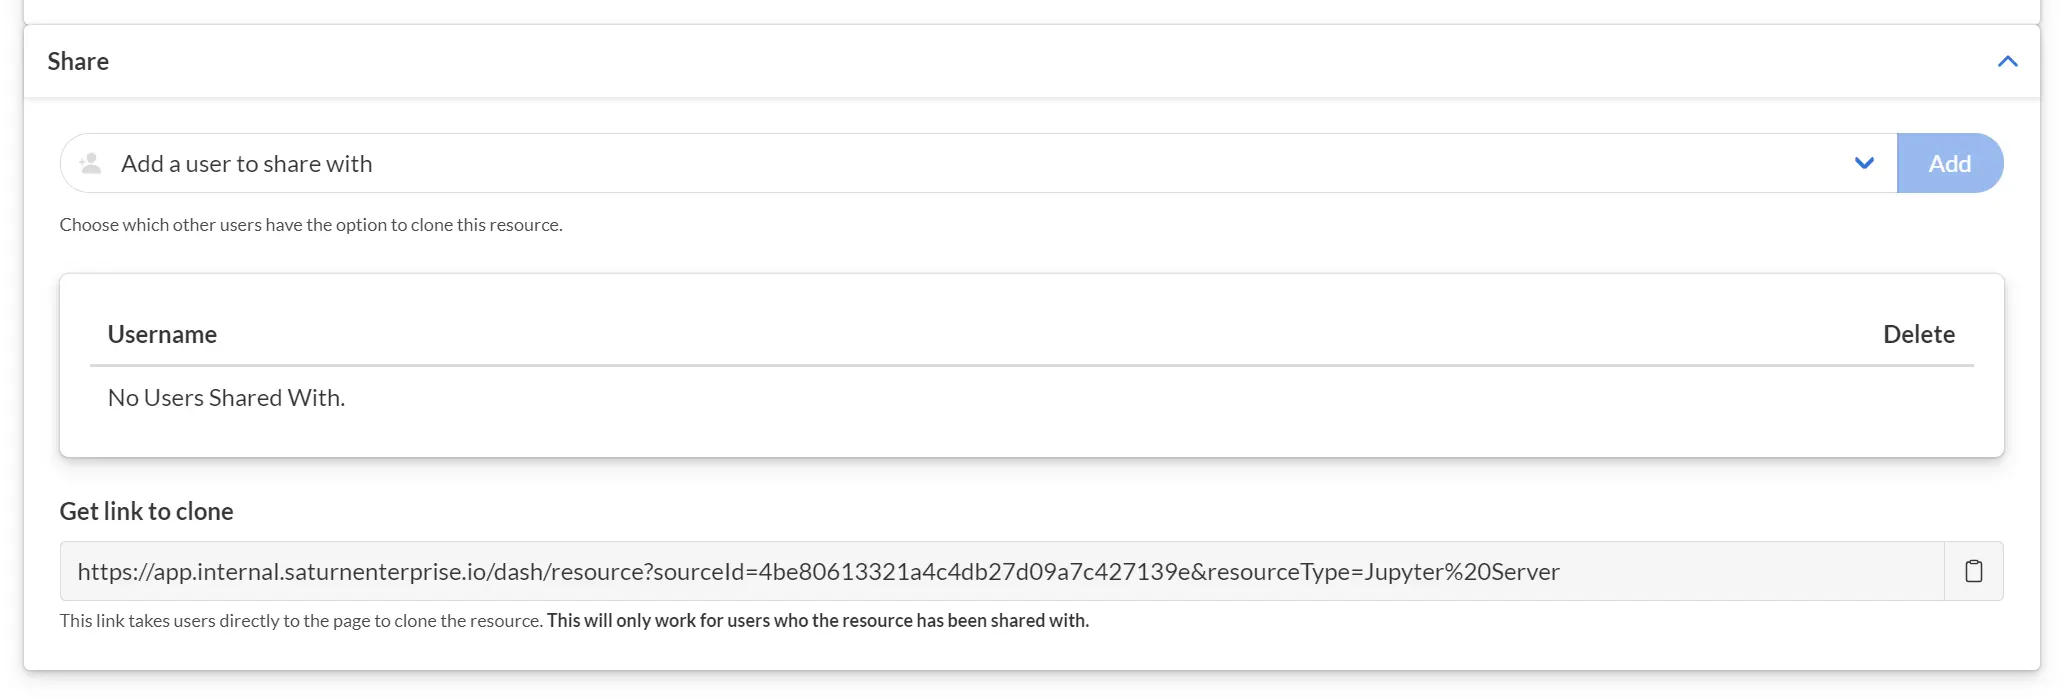 Share
Add a user to share with
Add
Choose which other users have the option to clone this resource.
Username Delete
No Users Shared With.
Get link to clone
https://app.internal.saturnenterprise.io/dash/resource?sourceId=4be80613321a4c4db27d09a7c427139e&resourceType=Jupyter%20Server
This link takes users directly to the page to clone the resource. This will only work for users who the resource has been shared with.